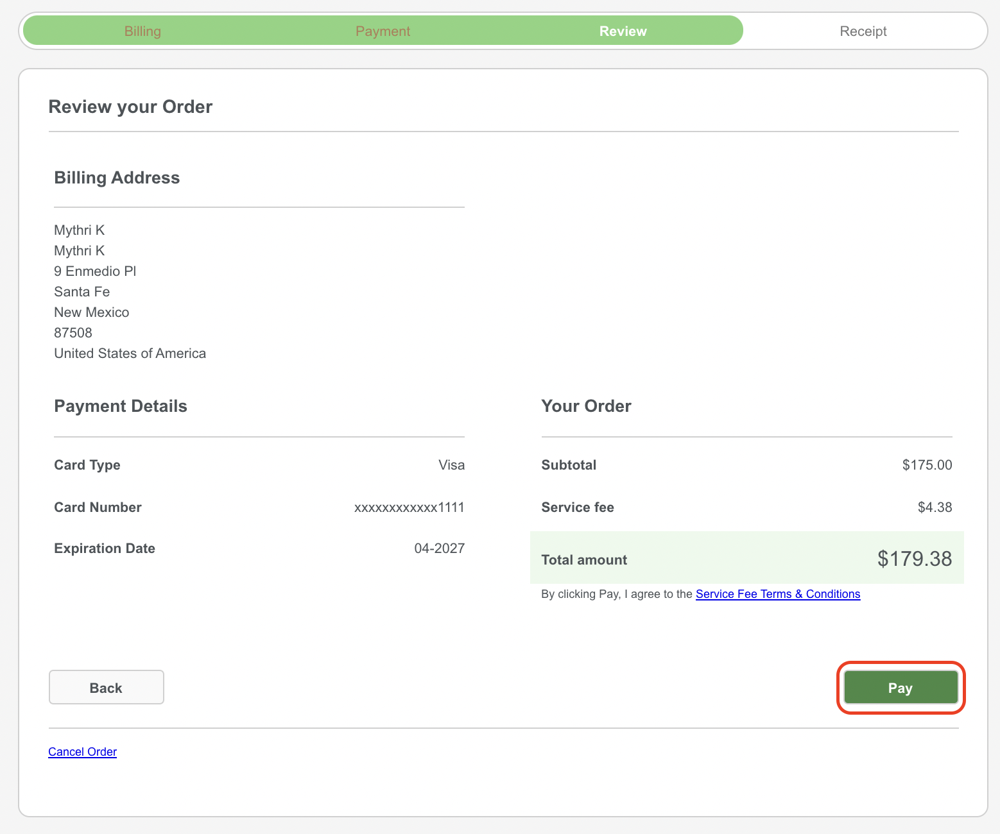 Billing Payment Review Receipt
Review your Order
Billing Address
Mythri K
Mythri K
9 Enmedio Pl
Santa Fe
New Mexico
87508
United States of America
Payment Details
Card Type Visa
Card Number xxxxxxxxxxxx1111
Expiration Date 04-2027
Your Order
Subtotal $175.00
Service fee $4.38
Total amount $179.38
By clicking Pay, I agree to the Service Fee Terms & Conditions
Back
Pay
Cancel Order